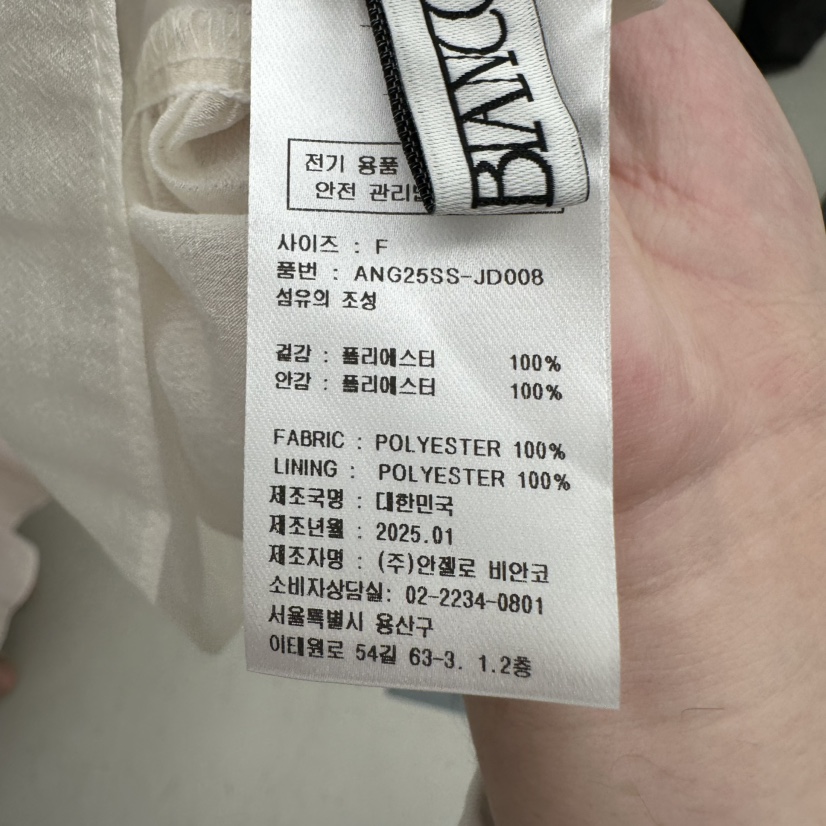 BIANCO
전기 용품
안전 관리
사이즈 : F
품번 : ANG25SS-JD008
섬유의 조성
겉감 : 폴리에스터 100%
안감 : 폴리에스터 100%
FABRIC : POLYESTER 100%
LINING : POLYESTER 100%
제조국명 : 대한민국
제조년월 : 2025.01
제조자명 : (주)안젤로 비안코
소비자상담실: 02-2234-0801
서울특별시 용산구
이태원로 54길 63-3. 1.2층